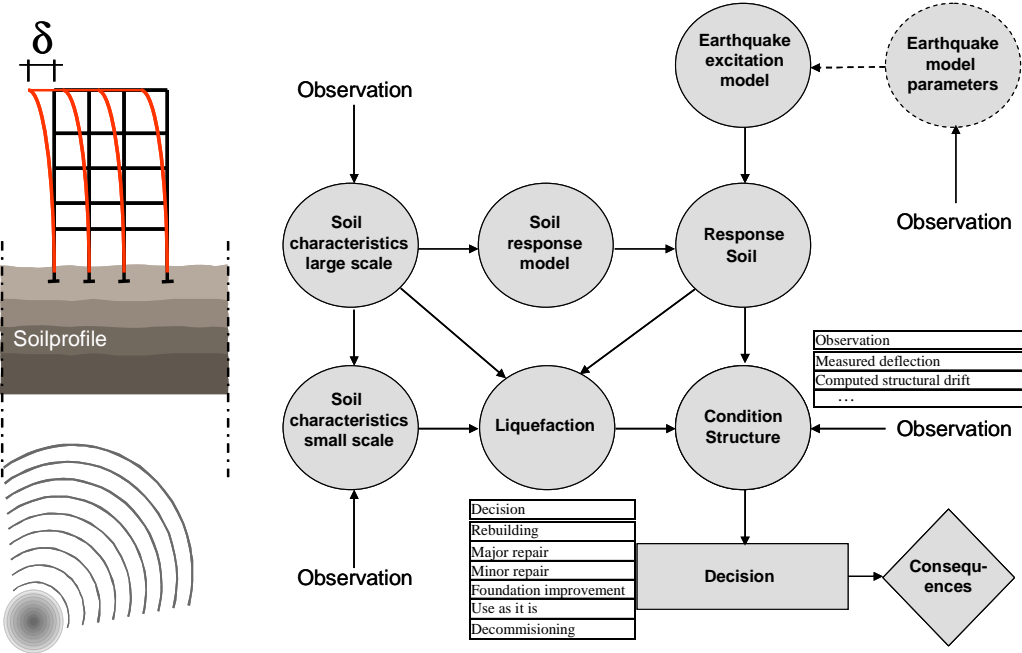 δ
Earthquake
excitation
model
Earthquake
model
parameters
Observation
Observation
Soil
characteristics
large scale
Soil
response
model
Response
Soil
Soilprofile
Observation
Measured deflection
Computed structural drift
…
Soil
characteristics
small scale
Liquefaction
Condition
Structure
Observation
Decision
Rebuilding
Major repair
Minor repair
Foundation improvement
Use as it is
Decommisioning
Observation
Decision
Consequ-
ences